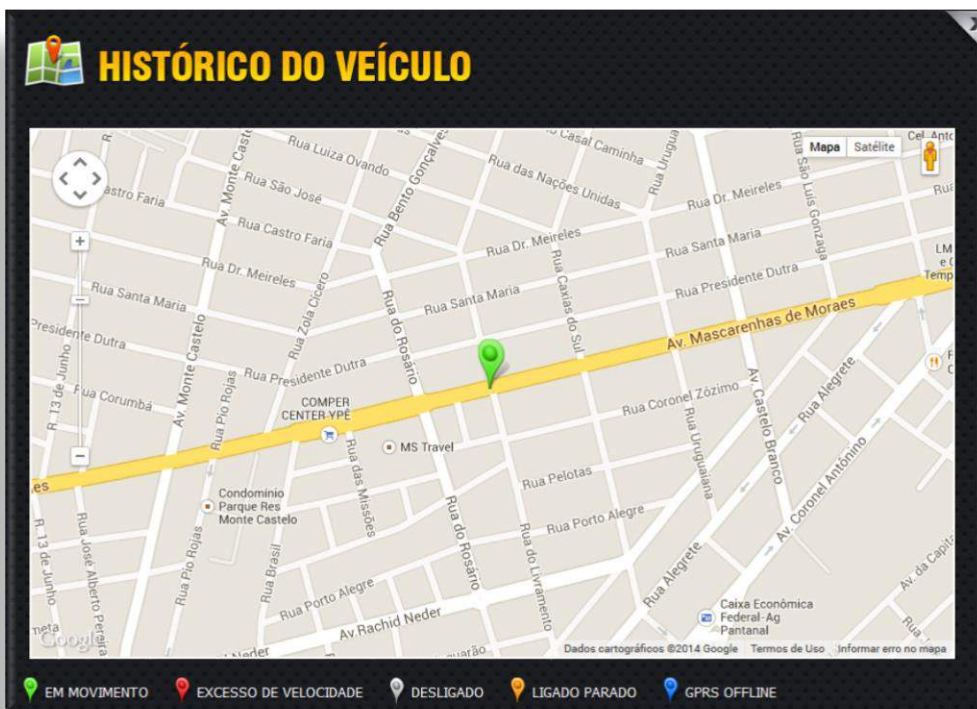 HISTÓRICO DO VEÍCULO
Mapa
Satélite
Rua Luiza Ovando
Rua São José
Rua Castro Faria
Castro Faria
Av. Monte Castelo
Rua Bento Gonçalves
Casal Caminha
Rua das Nações Unidas
Rua Dr. Meireles
Rua São Luis Gonzaga
Rua Dr. Meireles
Rua Santa Maria
Rua Dr. Meireles
Rua Santa Maria
Rua Zola Cícero
Rua do Rosário
Rua Santa Maria
Rua Caxias do Sul
Rua Presidente Dutra
Av. Mascarenhas de Moraes
Presidente Dutra
Av. Monte Castelo
Rua Presidente Dutra
R. 13 de Junho
Rua Corumbá
Rua Pio Rojas
COMPER
CENTER YPÊ
MS Travel
Rua Coronel Zózimo
Rua Uruguaiana
Av. Castelo Branco
Rua Alegrete
Rua das Missões
Rua Pelotas
Av. Coronel Antônino
Condomínio
Parque Res
Monte Castelo
Rua Porto Alegre
R. 13 de Junho
Rua José Alberto Pereira
Rua Pio Rojas
Rua Brasil
Rua do Rosário
Rua do Livramento
Rua Alegrete
Rua Porto Alegre
Av Rachid Neder
Caixa Econômica
Federal-Ag
Pantanal
Google
Dados cartográficos ©2014 Google
Termos de Uso
Informar erro no mapa
EM MOVIMENTO
EXCESSO DE VELOCIDADE
DESLIGADO
LIGADO PARADO
GPRS OFFLINE